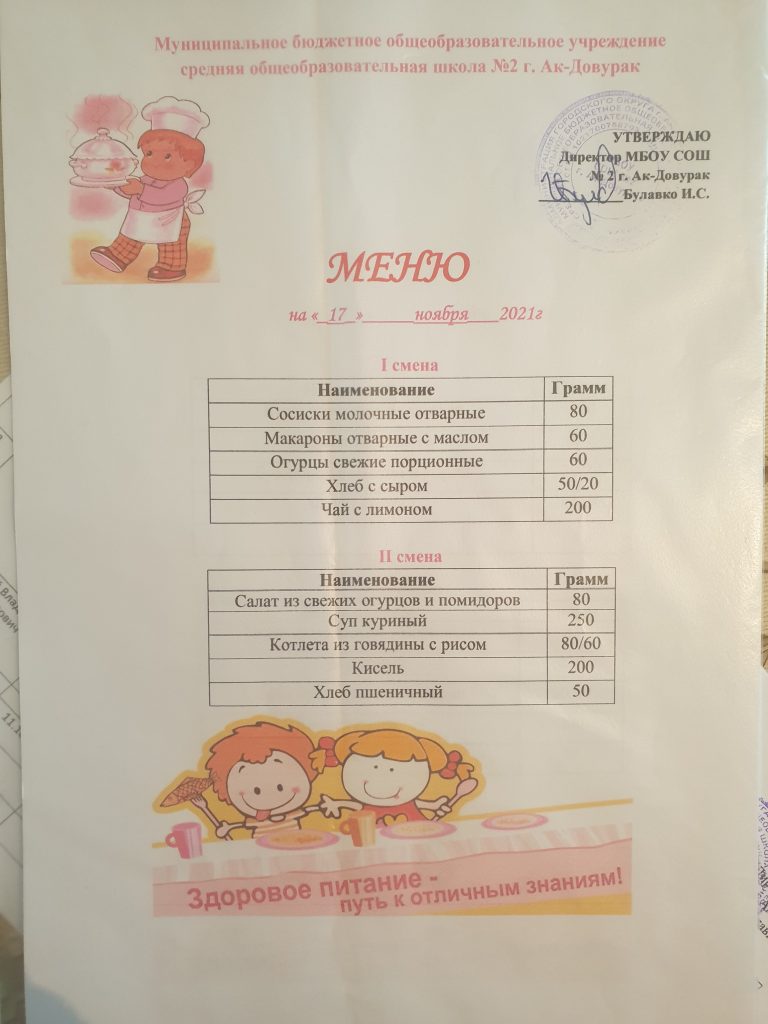 Муниципальное бюджетное общеобразовательное учреждение
средняя общеобразовательная школа №2 г. Ак-Довурак
УТВЕРЖДАЮ
Директор МБОУ СОШ
№ 2 г. Ак-Довурак
Булавко И.С.
МЕНЮ
на «_17_»______ноября___2021г
I смена
Наименование Грамм
Сосиски молочные отварные 80
Макароны отварные с маслом 60
Огурцы свежие порционные 60
Хлеб с сыром 50/20
Чай с лимоном 200
II смена
Наименование Грамм
Салат из свежих огурцов и помидоров 80
Суп куриный 250
Котлета из говядины с рисом 80/60
Кисель 200
Хлеб пшеничный 50
Здоровое питание -
путь к отличным знаниям!